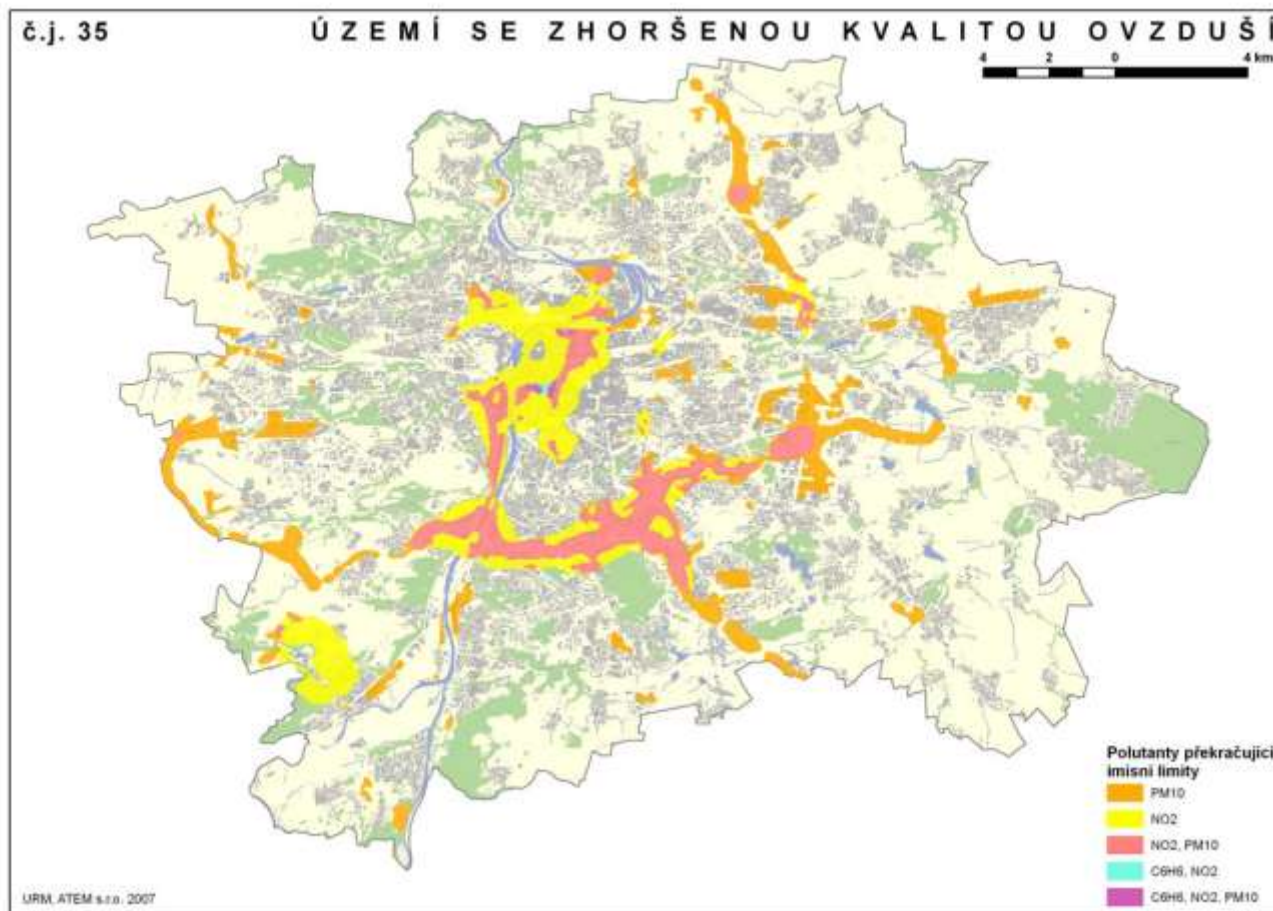 č.j. 35 ÚZEMÍ SE ZHORŠENOU KVALITOU OVZDUŠÍ
4 2 0 4 km
Polutanty překračující
imisní limity
PM10
NO2
NO2, PM10
C6H6, NO2
C6H6, NO2, PM10
URM, ATEM s.r.o. 2007